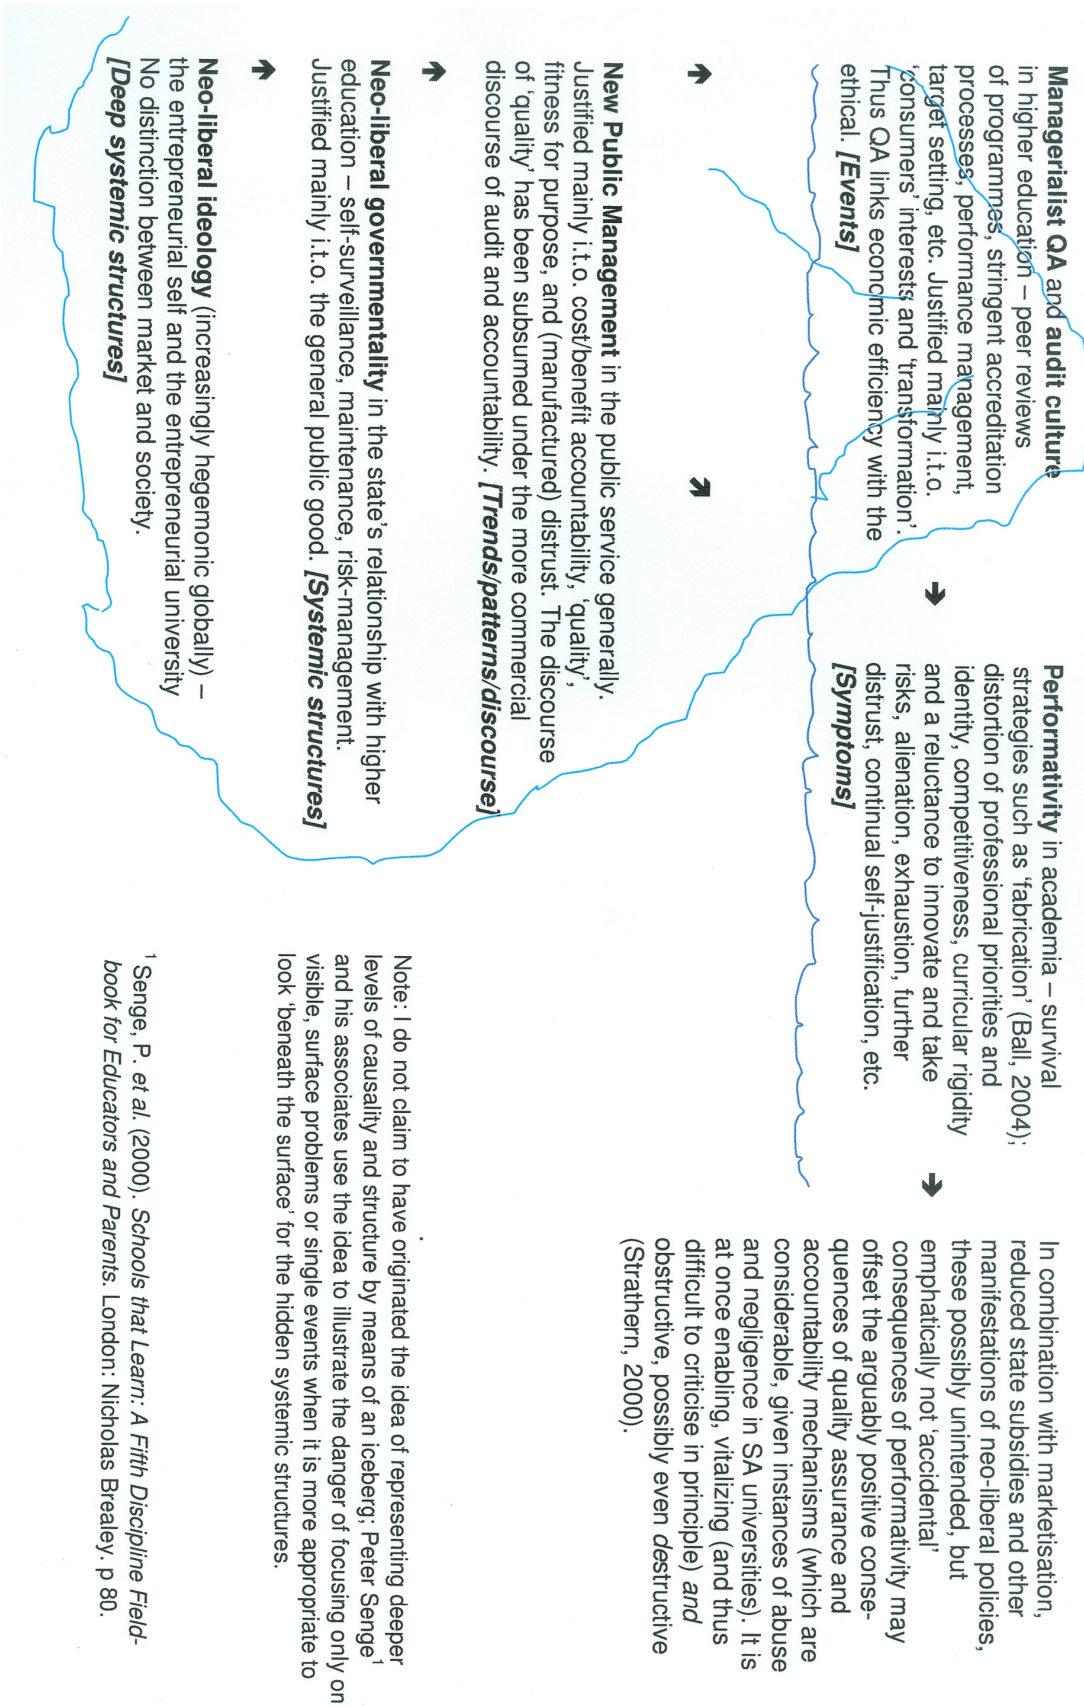 Managerialist QA and audit culture
in higher education – peer reviews
of programmes, stringent accreditation
processes, performance management,
target setting, etc. Justified mainly i.t.o.
‘consumers’ interests and ‘transformation’.
Thus QA links economic efficiency with the
ethical. [Events]
➔
Performativity in academia – survival
strategies such as ‘fabrication’ (Ball, 2004);
distortion of professional priorities and
identity, competitiveness, curricular rigidity
and a reluctance to innovate and take
risks, alienation, exhaustion, further
distrust, continual self-justification, etc.
[Symptoms]
➔
In combination with marketisation,
reduced state subsidies and other
manifestations of neo-liberal policies,
these possibly unintended, but
emphatically not ‘accidental’
consequences of performativity may
offset the arguably positive conse-
quences of quality assurance and
accountability mechanisms (which are
considerable, given instances of abuse
and negligence in SA universities). It is
at once enabling, vitalizing (and thus
difficult to criticise in principle) and
obstructive, possibly even destructive
(Strathern, 2000).
New Public Management in the public service generally.
Justified mainly i.t.o. cost/benefit accountability, ‘quality’,
fitness for purpose, and (manufactured) distrust. The discourse
of ‘quality’ has been subsumed under the more commercial
discourse of audit and accountability. [Trends/patterns/discourse]
Neo-liberal governmentality in the state’s relationship with higher
education – self-surveillance, maintenance, risk-management.
Justified mainly i.t.o. the general public good. [Systemic structures]
Neo-liberal ideology (increasingly hegemonic globally) –
the entrepreneurial self and the entrepreneurial university
No distinction between market and society.
[Deep systemic structures]
Note: I do not claim to have originated the idea of representing deeper
levels of causality and structure by means of an iceberg; Peter Senge¹
and his associates use the idea to illustrate the danger of focusing only on
visible, surface problems or single events when it is more appropriate to
look ‘beneath the surface’ for the hidden systemic structures.
¹ Senge, P. et al. (2000). Schools that Learn: A Fifth Discipline Field-
book for Educators and Parents. London: Nicholas Brealey. p 80.